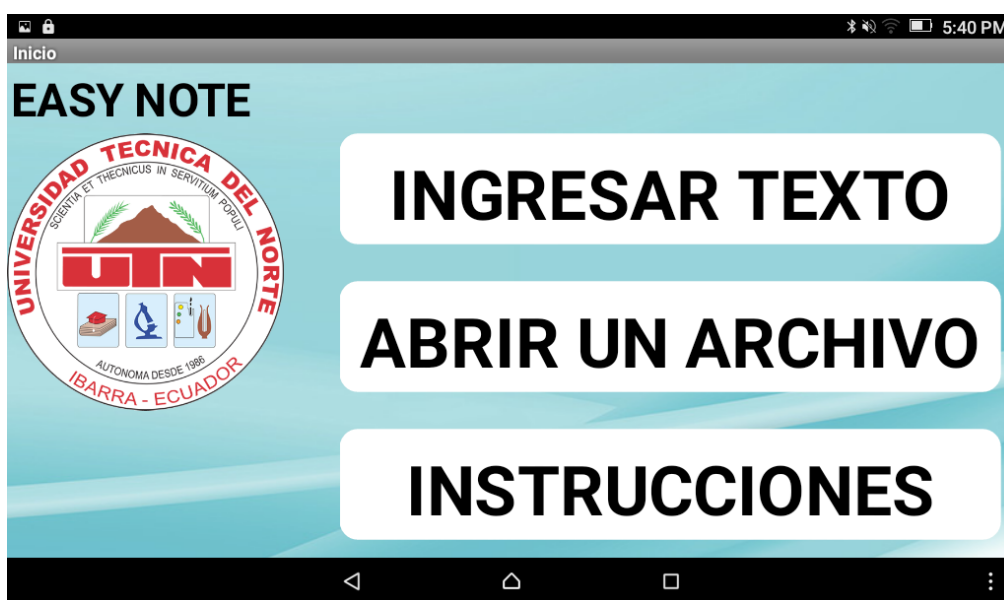 5:40 PM
Inicio
EASY NOTE
UNIVERSIDAD TECNICA DEL NORTE
SCIENTIA ET THECNICUS IN SERVITIUM POPULI
UTN
AUTONOMA DESDE 1986
IBARRA - ECUADOR
INGRESAR TEXTO
ABRIR UN ARCHIVO
INSTRUCCIONES